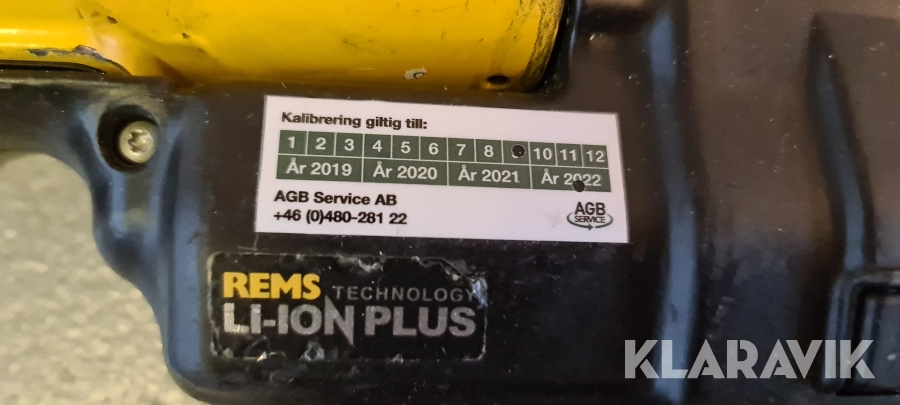 Kalibrering giltig till:
1 2 3 4 5 6 7 8 10 11 12
År 2019 År 2020 År 2021 År 2022
AGB Service AB
+46 (0)480-281 22
AGB
SERVICE
REMS TECHNOLOGY
LI-ION PLUS
KLARAVIK